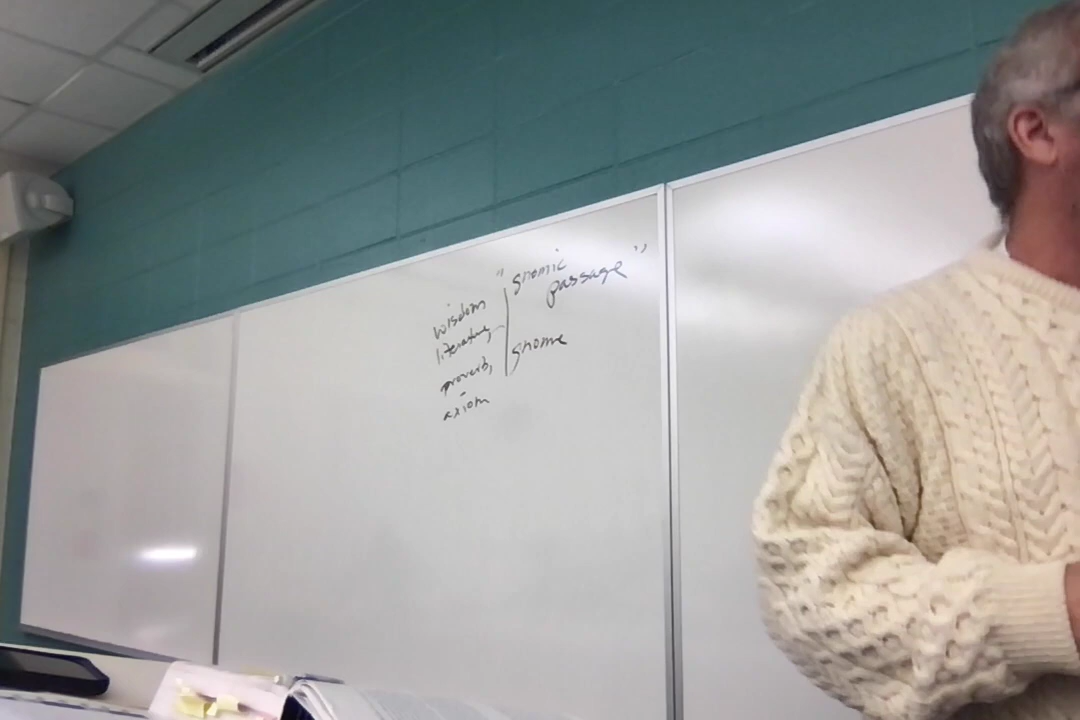 "gnomic
passage"
gnome
wisdom
literature,
proverb,
axiom